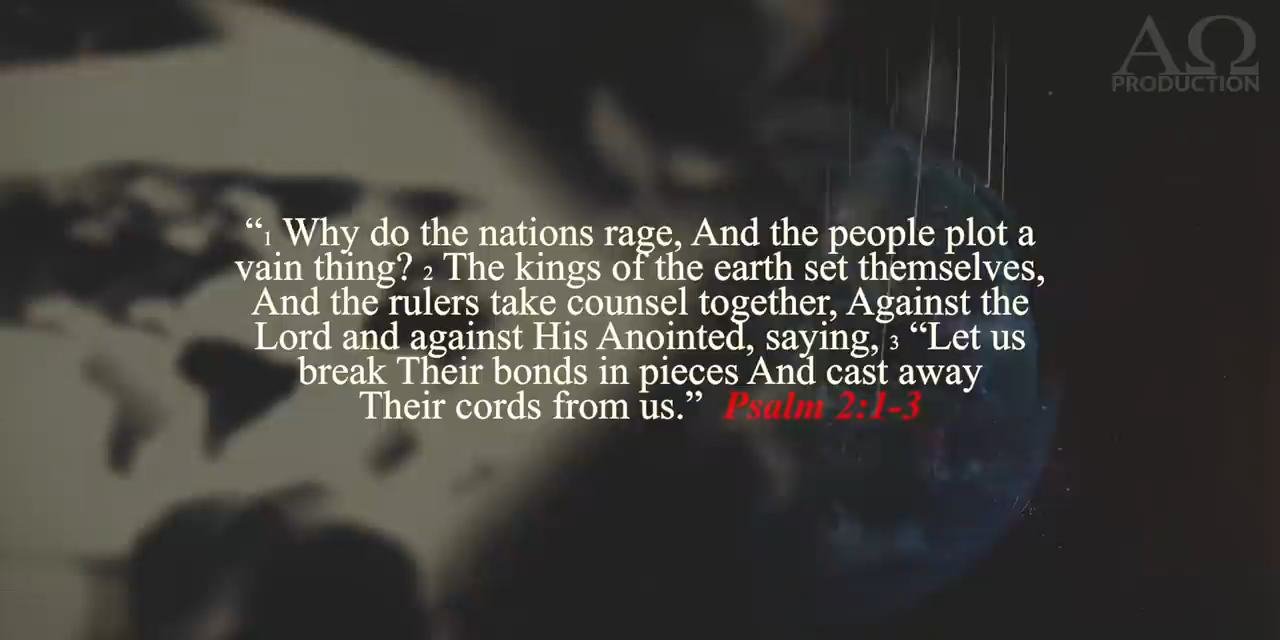 ΑΩ
PRODUCTION
“1 Why do the nations rage, And the people plot a
vain thing? 2 The kings of the earth set themselves,
And the rulers take counsel together, Against the
Lord and against His Anointed, saying, 3 “Let us
break Their bonds in pieces And cast away
Their cords from us.” Psalm 2:1-3